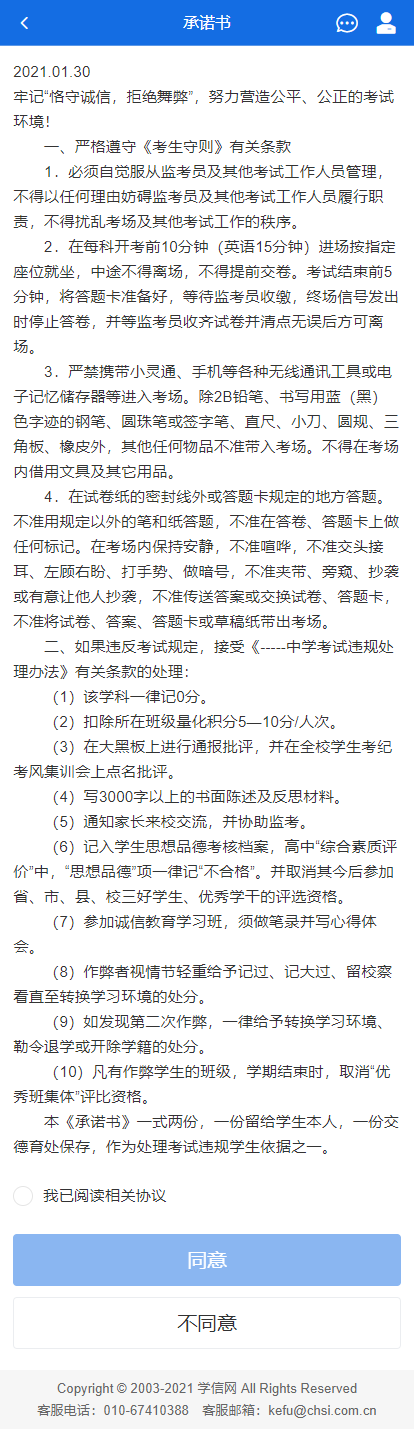 承诺书
2021.01.30
牢记“恪守诚信，拒绝舞弊”，努力营造公平、公正的考试
环境！
一、严格遵守《考生守则》有关条款
1．必须自觉服从监考员及其他考试工作人员管理，
不得以任何理由妨碍监考员及其他考试工作人员履行职
责，不得扰乱考场及其他考试工作的秩序。
2．在每科开考前10分钟（英语15分钟）进场按指定
座位就坐，中途不得离场，不得提前交卷。考试结束前5
分钟，将答题卡准备好，等待监考员收缴，终场信号发出
时停止答卷，并等监考员收齐试卷并清点无误后方可离
场。
3．严禁携带小灵通、手机等各种无线通讯工具或电
子记忆储存器等进入考场。除2B铅笔、书写用蓝（黑）
色字迹的钢笔、圆珠笔或签字笔、直尺、小刀、圆规、三
角板、橡皮外，其他任何物品不准带入考场。不得在考场
内借用文具及其它用品。
4．在试卷纸的密封线外或答题卡规定的地方答题。
不准用规定以外的笔和纸答题，不准在答卷、答题卡上做
任何标记。在考场内保持安静，不准喧哗，不准交头接
耳、左顾右盼、打手势、做暗号，不准夹带、旁窥、抄袭
或有意让他人抄袭，不准传送答案或交换试卷、答题卡，
不准将试卷、答案、答题卡或草稿纸带出考场。
二、如果违反考试规定，接受《-----中学考试违规处
理办法》有关条款的处理：
（1）该学科一律记0分。
（2）扣除所在班级量化积分5—10分/人次。
（3）在大黑板上进行通报批评，并在全校学生考纪
考风集训会上点名批评。
（4）写3000字以上的书面陈述及反思材料。
（5）通知家长来校交流，并协助监考。
（6）记入学生思想品德考核档案，高中“综合素质评
价”中，“思想品德”项一律记“不合格”。并取消其今后参加
省、市、县、校三好学生、优秀学干的评选资格。
（7）参加诚信教育学习班，须做笔录并写心得体
会。
（8）作弊者视情节轻重给予记过、记大过、留校察
看直至转换学习环境的处分。
（9）如发现第二次作弊，一律给予转换学习环境、
勒令退学或开除学籍的处分。
（10）凡有作弊学生的班级，学期结束时，取消“优
秀班集体”评比资格。
本《承诺书》一式两份，一份留给学生本人，一份交
德育处保存，作为处理考试违规学生依据之一。
我已阅读相关协议
同意
不同意
Copyright © 2003-2021 学信网 All Rights Reserved
客服电话：010-67410388 客服邮箱：kefu@chsi.com.cn